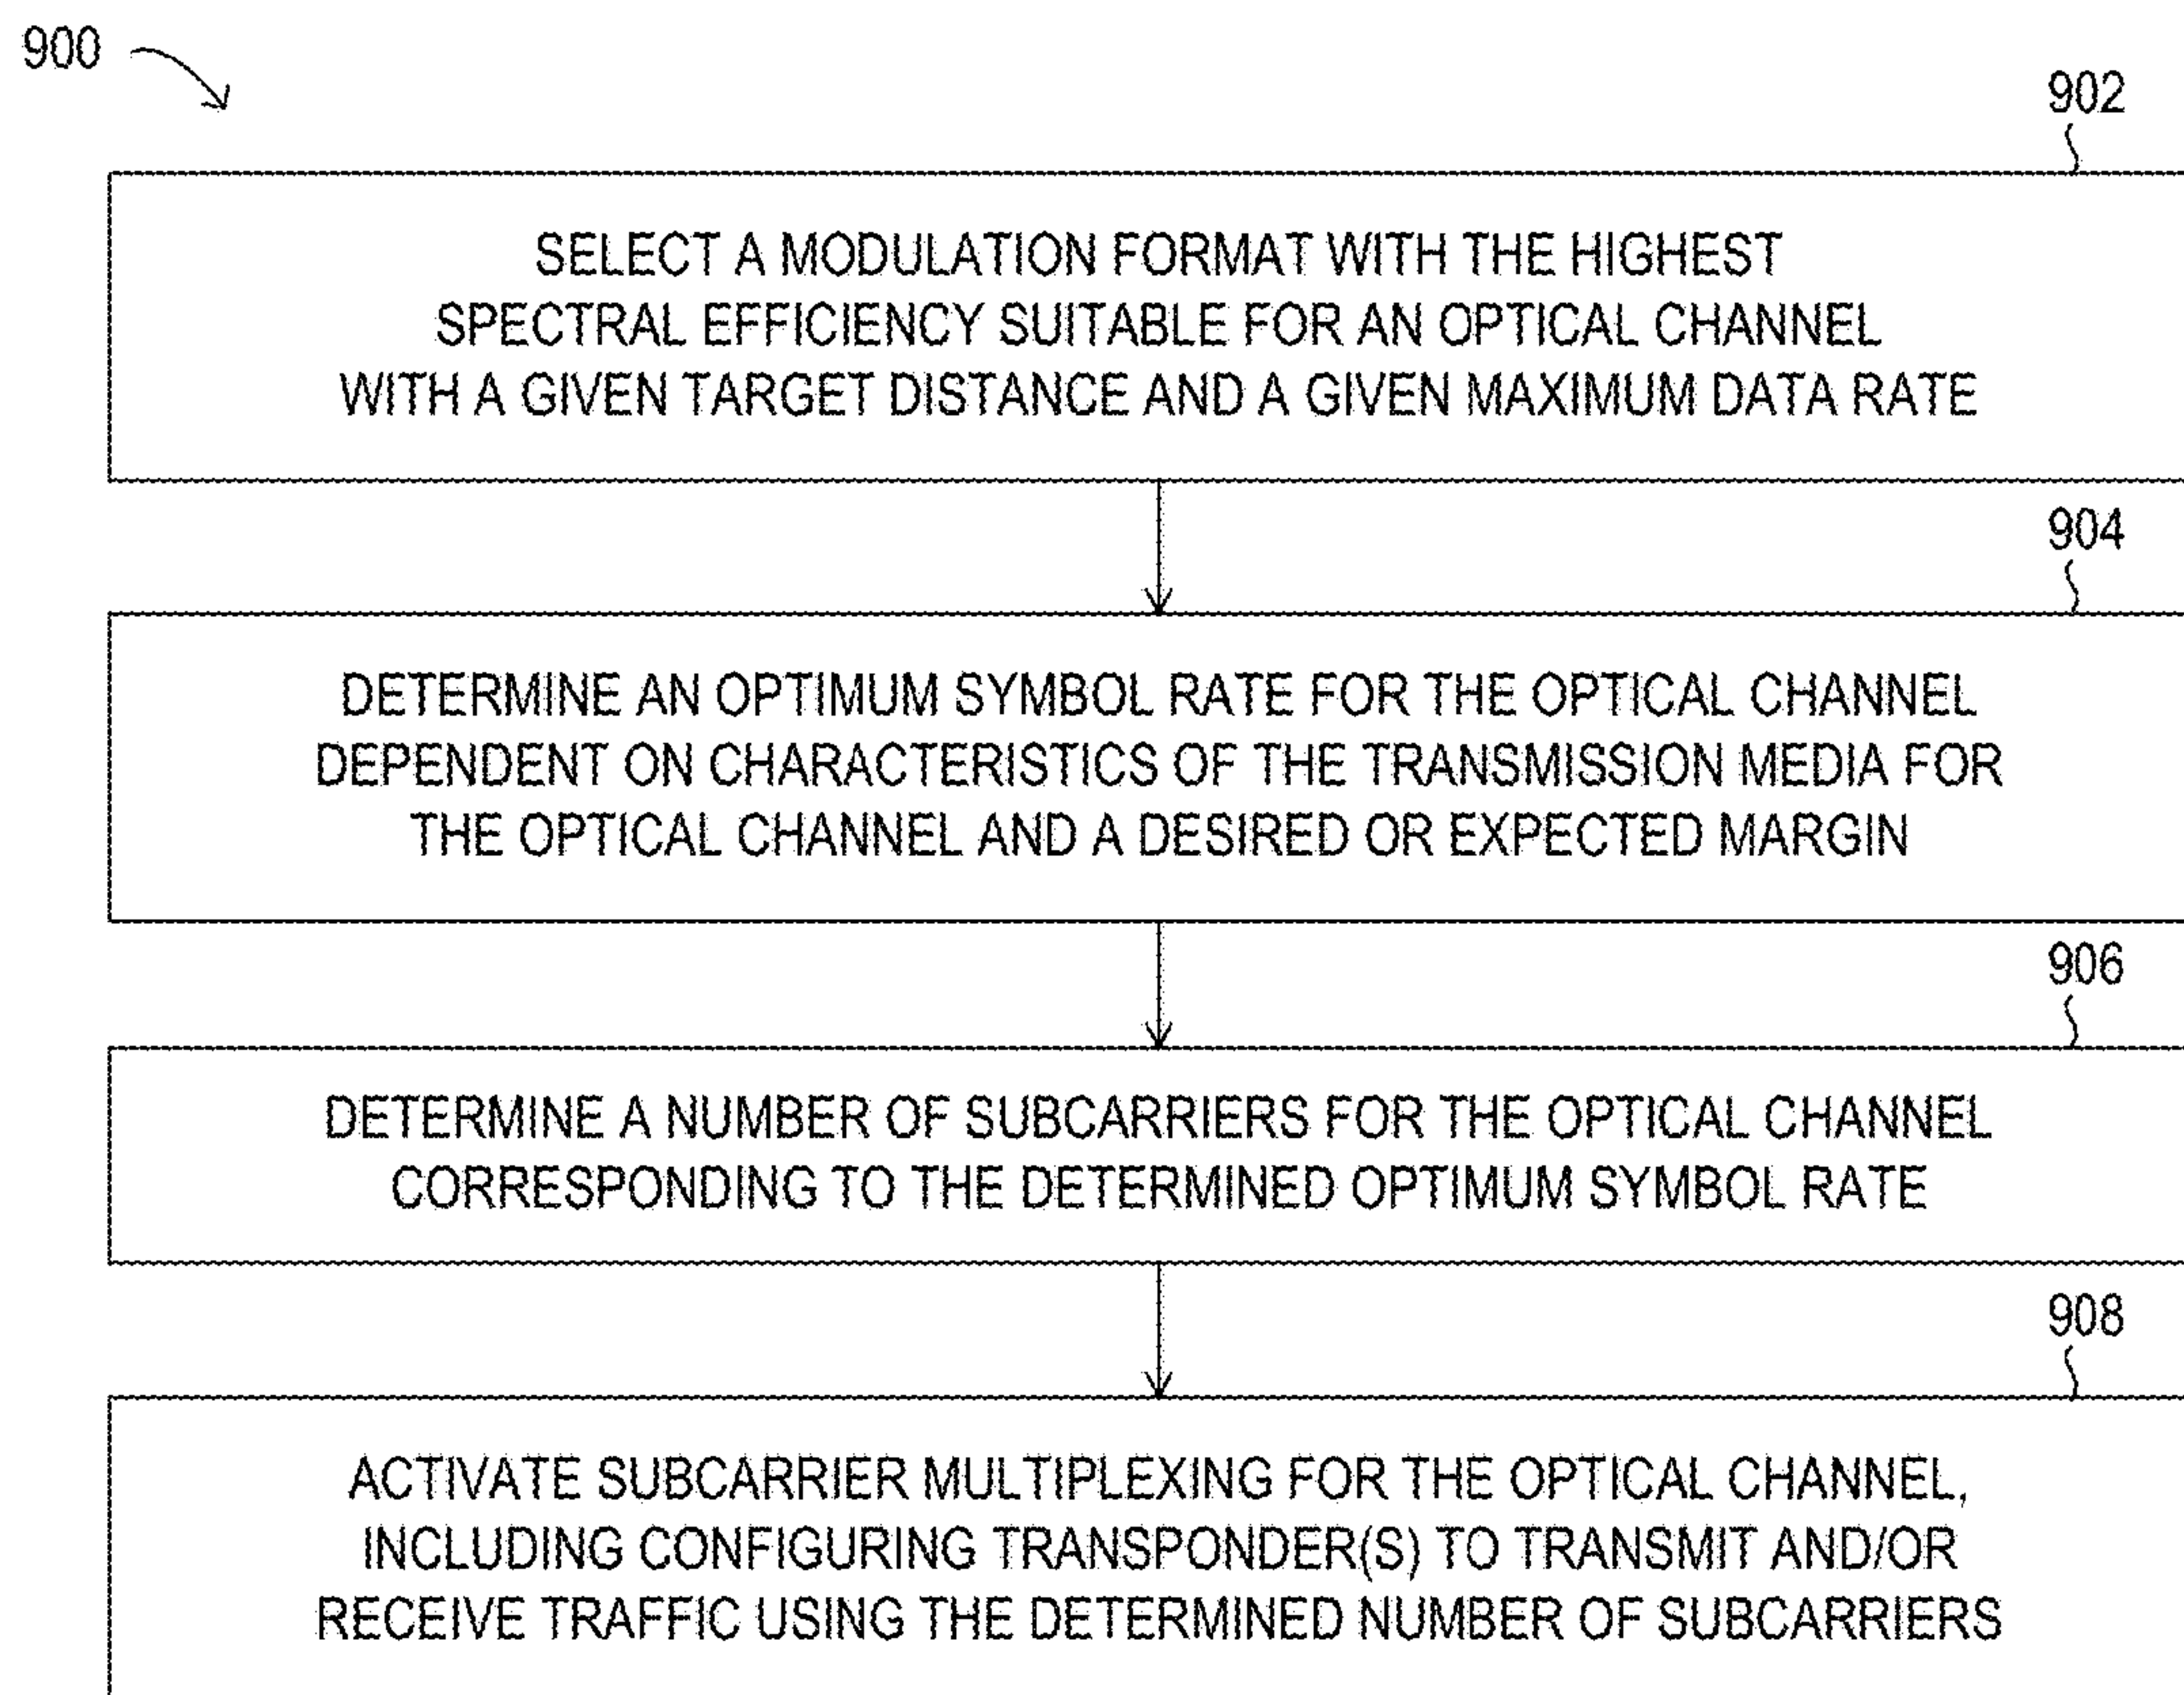 900
902
SELECT A MODULATION FORMAT WITH THE HIGHEST
SPECTRAL EFFICIENCY SUITABLE FOR AN OPTICAL CHANNEL
WITH A GIVEN TARGET DISTANCE AND A GIVEN MAXIMUM DATA RATE
904
DETERMINE AN OPTIMUM SYMBOL RATE FOR THE OPTICAL CHANNEL
DEPENDENT ON CHARACTERISTICS OF THE TRANSMISSION MEDIA FOR
THE OPTICAL CHANNEL AND A DESIRED OR EXPECTED MARGIN
906
DETERMINE A NUMBER OF SUBCARRIERS FOR THE OPTICAL CHANNEL
CORRESPONDING TO THE DETERMINED OPTIMUM SYMBOL RATE
908
ACTIVATE SUBCARRIER MULTIPLEXING FOR THE OPTICAL CHANNEL,
INCLUDING CONFIGURING TRANSPONDER(S) TO TRANSMIT AND/OR
RECEIVE TRAFFIC USING THE DETERMINED NUMBER OF SUBCARRIERS